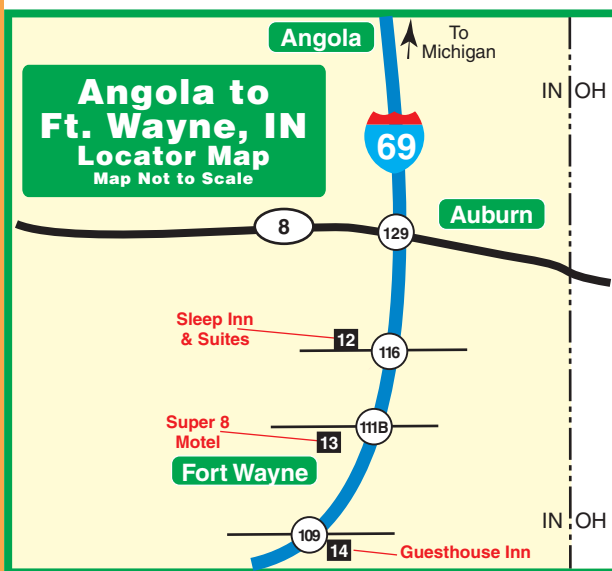 Angola
To
Michigan
IN OH
Angola to
Ft. Wayne, IN
Locator Map
Map Not to Scale
69
Auburn
8
129
Sleep Inn
& Suites
12
116
Super 8
Motel
13
111B
Fort Wayne
IN OH
109
14
Guesthouse Inn